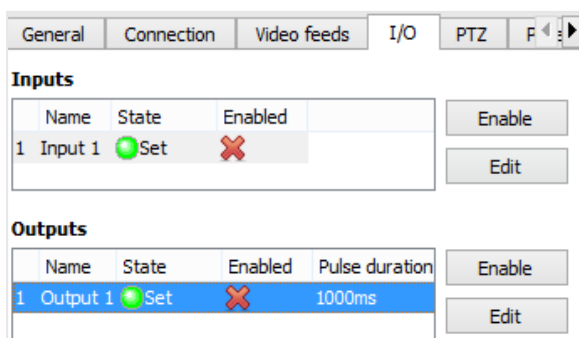 General Connection Video feeds I/O PTZ
Inputs
Name State Enabled
1 Input 1 Set
Enable
Edit
Outputs
Name State Enabled Pulse duration
1 Output 1 Set 1000ms
Enable
Edit